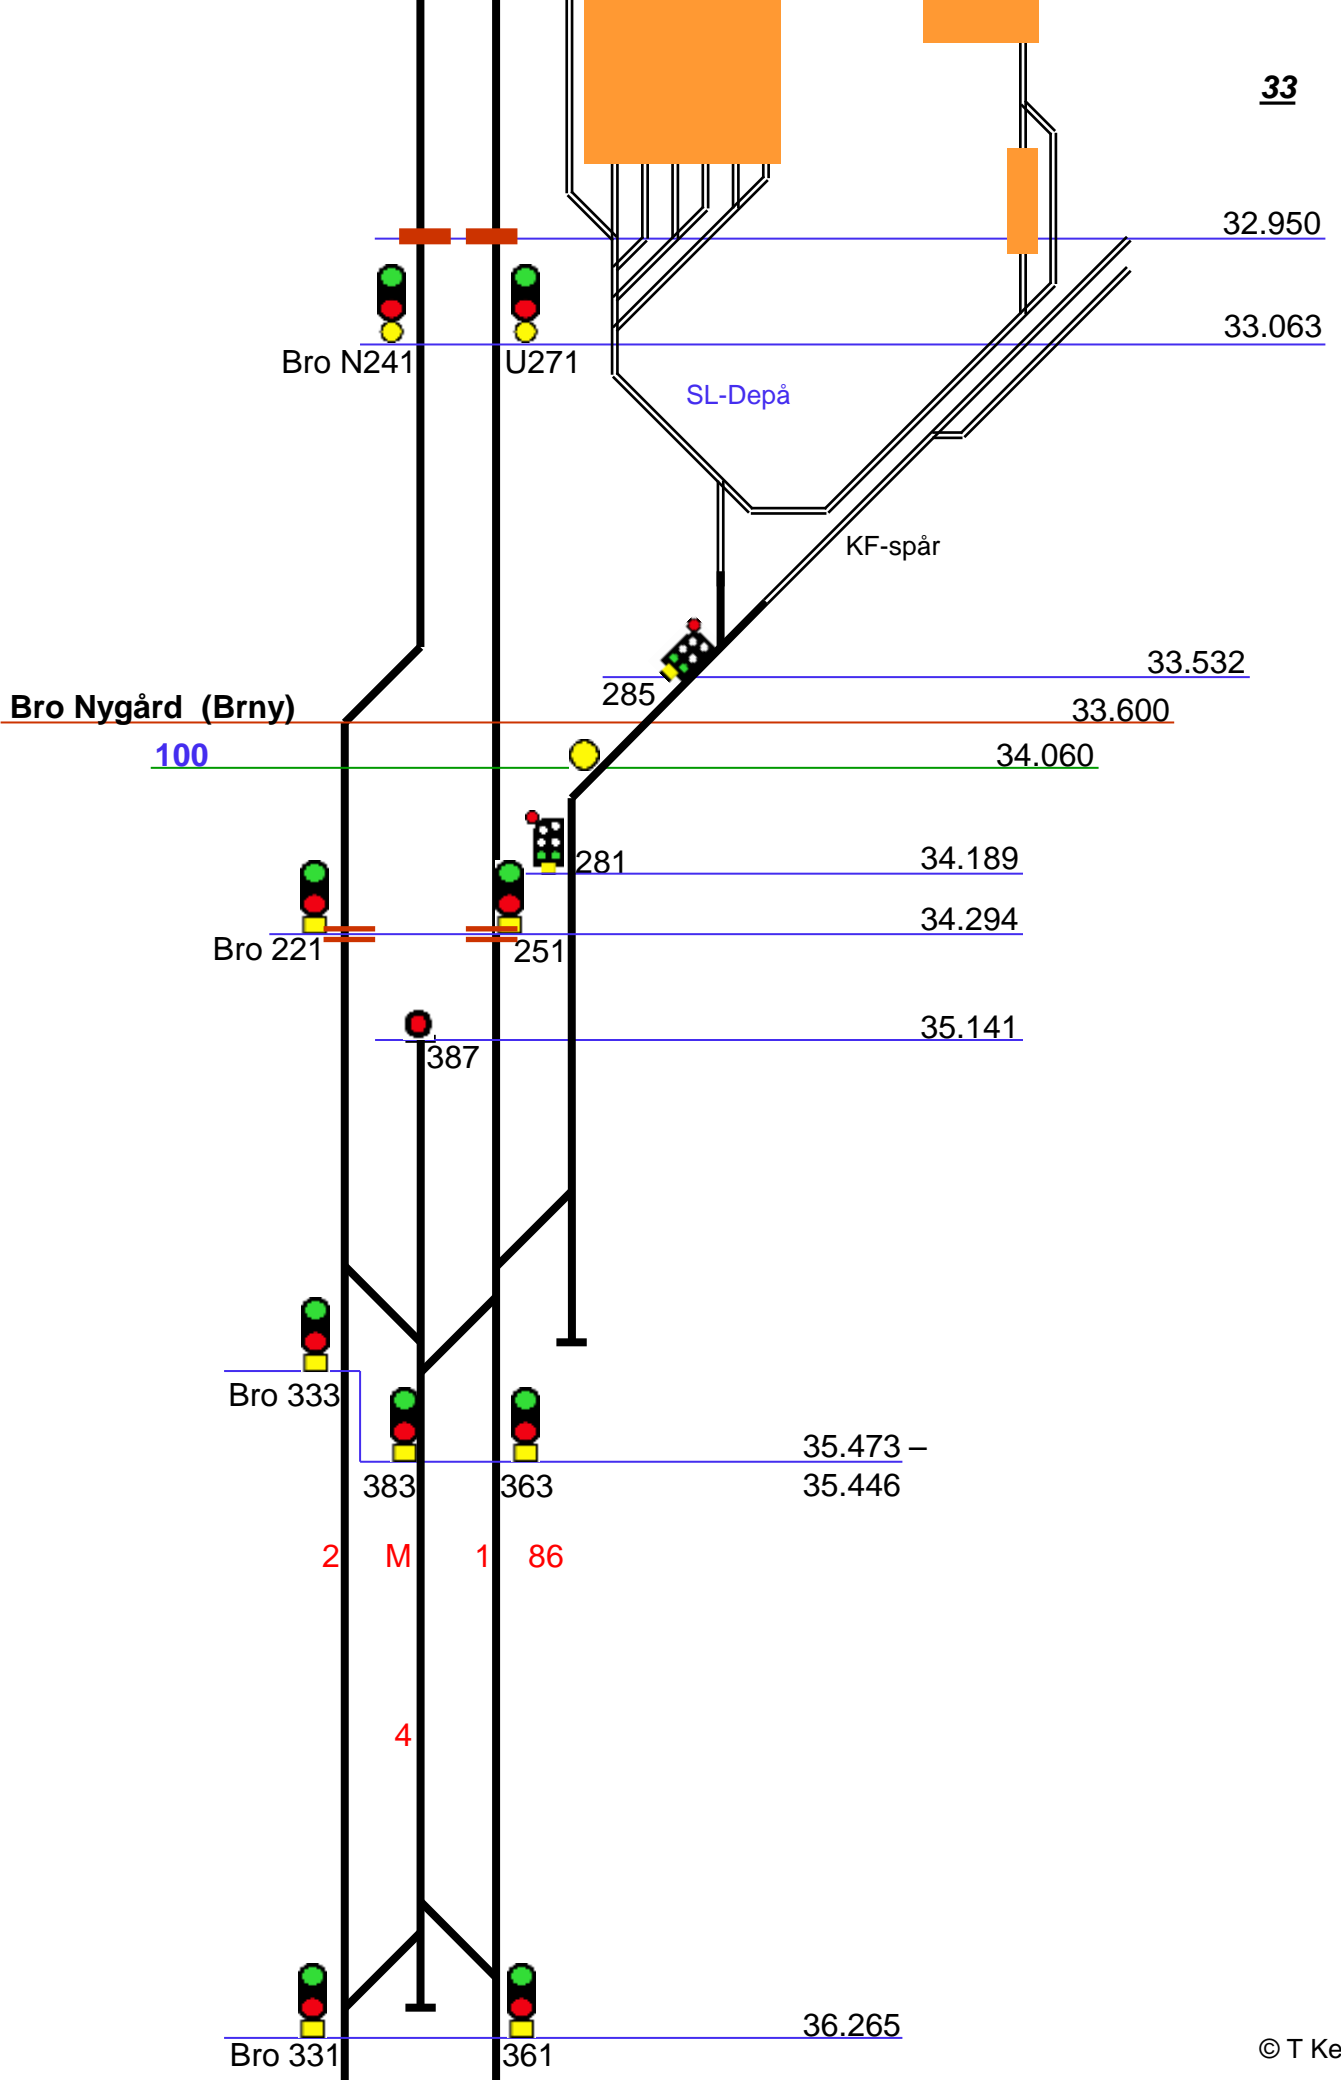 33
32.950
33.063
Bro N241 U271
SL-Depå
KF-spår
33.532
285
Bro Nygård (Brny) 33.600
100 34.060
281 34.189
34.294
Bro 221 251
35.141
387
Bro 333
35.473 –
383 363 35.446
2 M 1 86
4
36.265
Bro 331 361
© T Ke